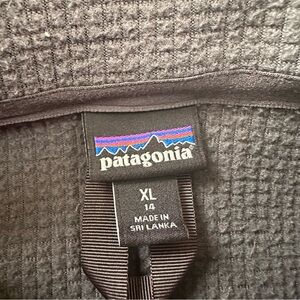 patagonia
XL
14
MADE IN
SRI LANKA